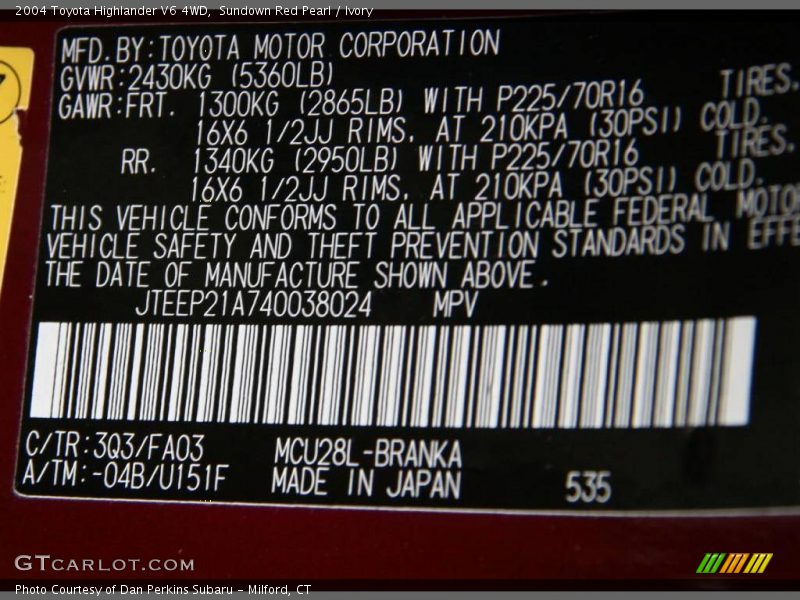 2004 Toyota Highlander V6 4WD, Sundown Red Pearl / Ivory
MFD. BY: TOYOTA MOTOR CORPORATION
GVWR: 2430KG (5360LB)
GAWR: FRT. 1300KG (2865LB) WITH P225/70R16 TIRES,
16X6 1/2JJ RIMS, AT 210KPA (30PSI) COLD.
RR. 1340KG (2950LB) WITH P225/70R16 TIRES,
16X6 1/2JJ RIMS, AT 210KPA (30PSI) COLD.
THIS VEHICLE CONFORMS TO ALL APPLICABLE FEDERAL MOTO
VEHICLE SAFETY AND THEFT PREVENTION STANDARDS IN EFFE
THE DATE OF MANUFACTURE SHOWN ABOVE.
JTEEP21A740038024 MPV
C/TR: 3Q3/FA03 MCU28L-BRANKA
A/TM: -04B/U151F MADE IN JAPAN 535
GTCARLOT.COM
Photo Courtesy of Dan Perkins Subaru - Milford, CT